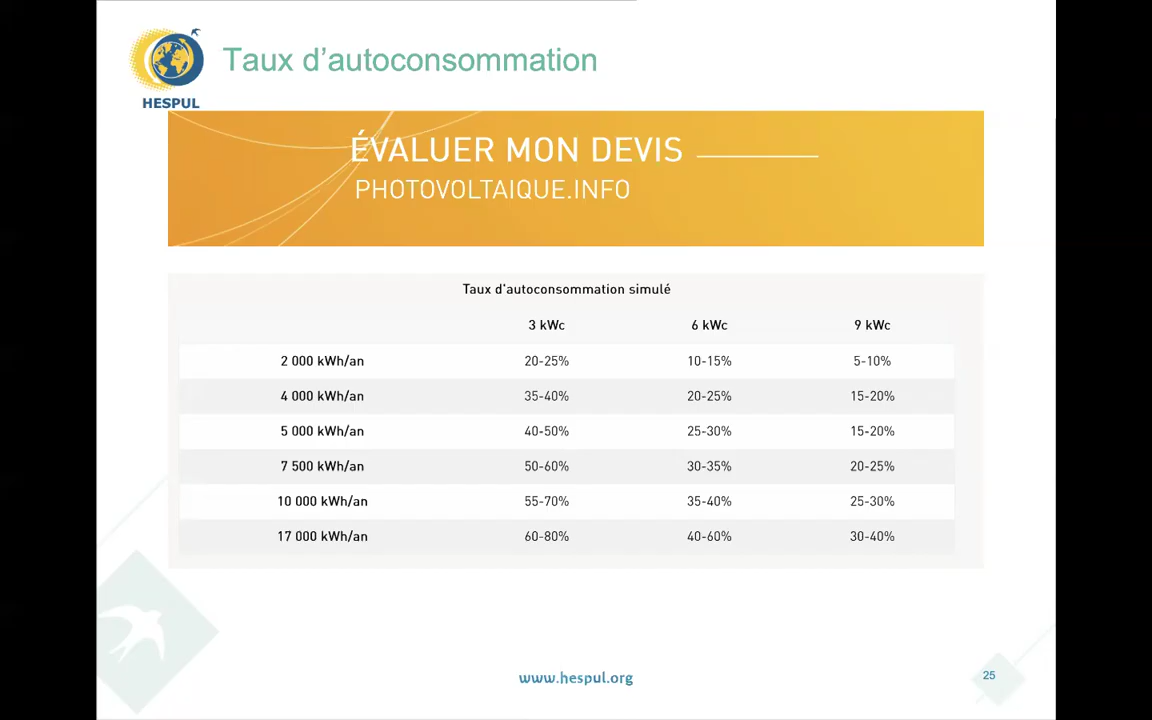 Taux d’autoconsommation
HESPUL
ÉVALUER MON DEVIS
PHOTOVOLTAIQUE.INFO
Taux d'autoconsommation simulé
3 kWc 6 kWc 9 kWc
2 000 kWh/an 20-25% 10-15% 5-10%
4 000 kWh/an 35-40% 20-25% 15-20%
5 000 kWh/an 40-50% 25-30% 15-20%
7 500 kWh/an 50-60% 30-35% 20-25%
10 000 kWh/an 55-70% 35-40% 25-30%
17 000 kWh/an 60-80% 40-60% 30-40%
www.hespul.org
25